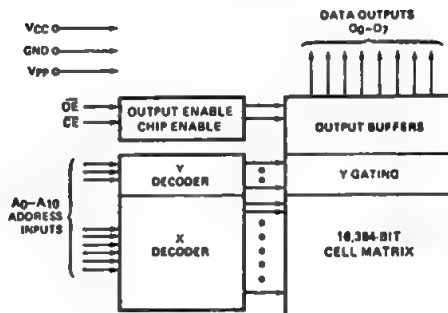 DATA OUTPUTS
O0-O7
VCC
GND
VPP
OE
CE
OUTPUT ENABLE
CHIP ENABLE
OUTPUT BUFFERS
Y
DECODER
Y GATING
A0-A10
ADDRESS
INPUTS
X
DECODER
16,384-BIT
CELL MATRIX